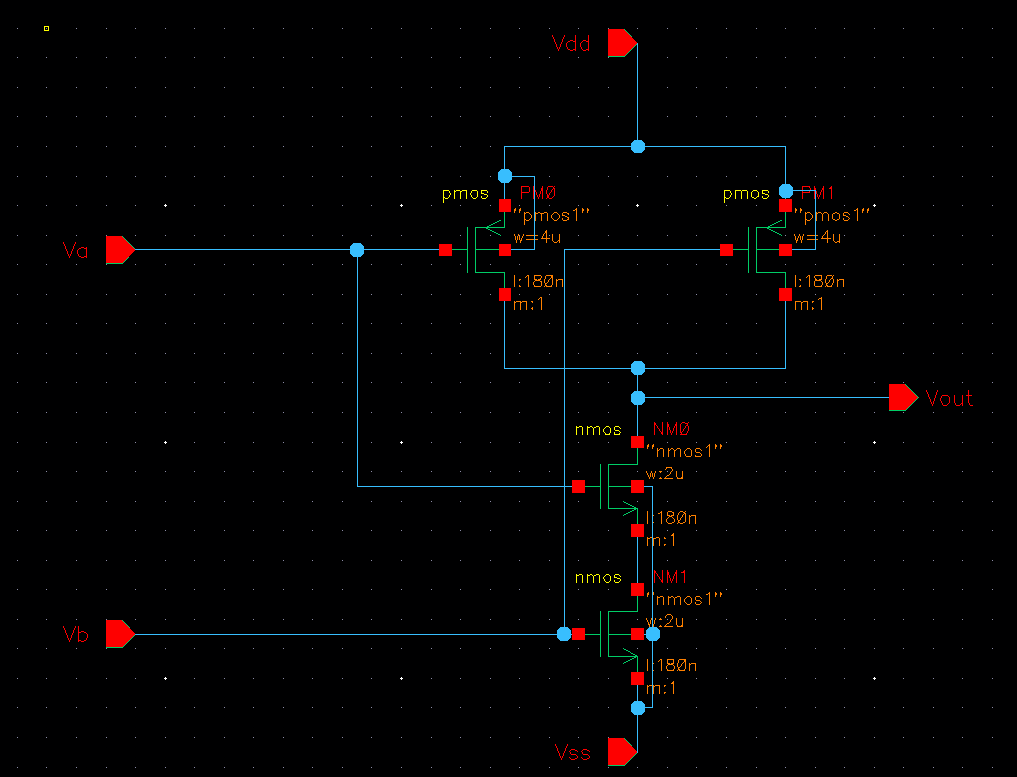 Vdd
pmos PM0
"pmos1"
w=4u
l:180n
m:1
pmos PM1
"pmos1"
w=4u
l:180n
m:1
Va
Vout
nmos NM0
"nmos1"
w:2u
l:180n
m:1
nmos NM1
"nmos1"
w:2u
l:180n
m:1
Vb
Vss